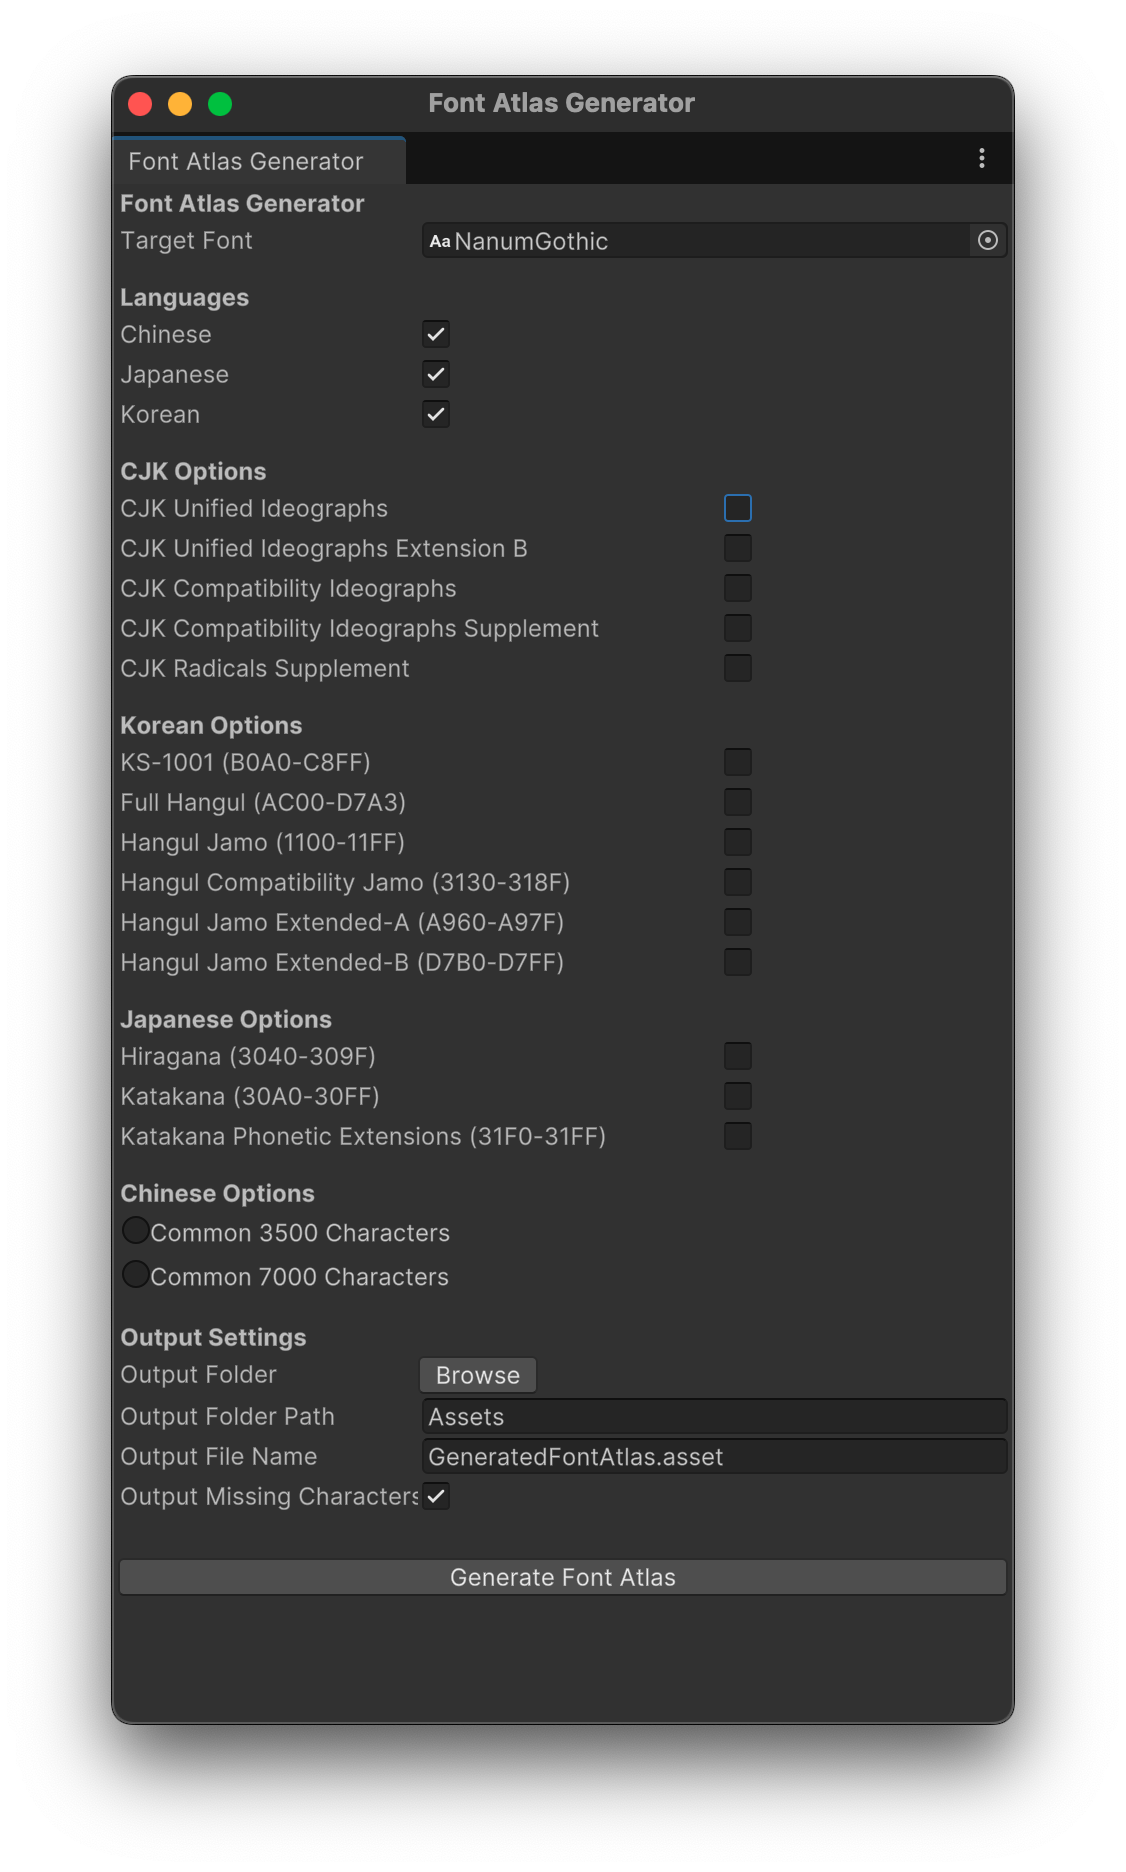 Font Atlas Generator
Font Atlas Generator
Font Atlas Generator
Target Font Aa NanumGothic
Languages
Chinese
Japanese
Korean
CJK Options
CJK Unified Ideographs
CJK Unified Ideographs Extension B
CJK Compatibility Ideographs
CJK Compatibility Ideographs Supplement
CJK Radicals Supplement
Korean Options
KS-1001 (B0A0-C8FF)
Full Hangul (AC00-D7A3)
Hangul Jamo (1100-11FF)
Hangul Compatibility Jamo (3130-318F)
Hangul Jamo Extended-A (A960-A97F)
Hangul Jamo Extended-B (D7B0-D7FF)
Japanese Options
Hiragana (3040-309F)
Katakana (30A0-30FF)
Katakana Phonetic Extensions (31F0-31FF)
Chinese Options
Common 3500 Characters
Common 7000 Characters
Output Settings
Output Folder Browse
Output Folder Path Assets
Output File Name GeneratedFontAtlas.asset
Output Missing Characters
Generate Font Atlas